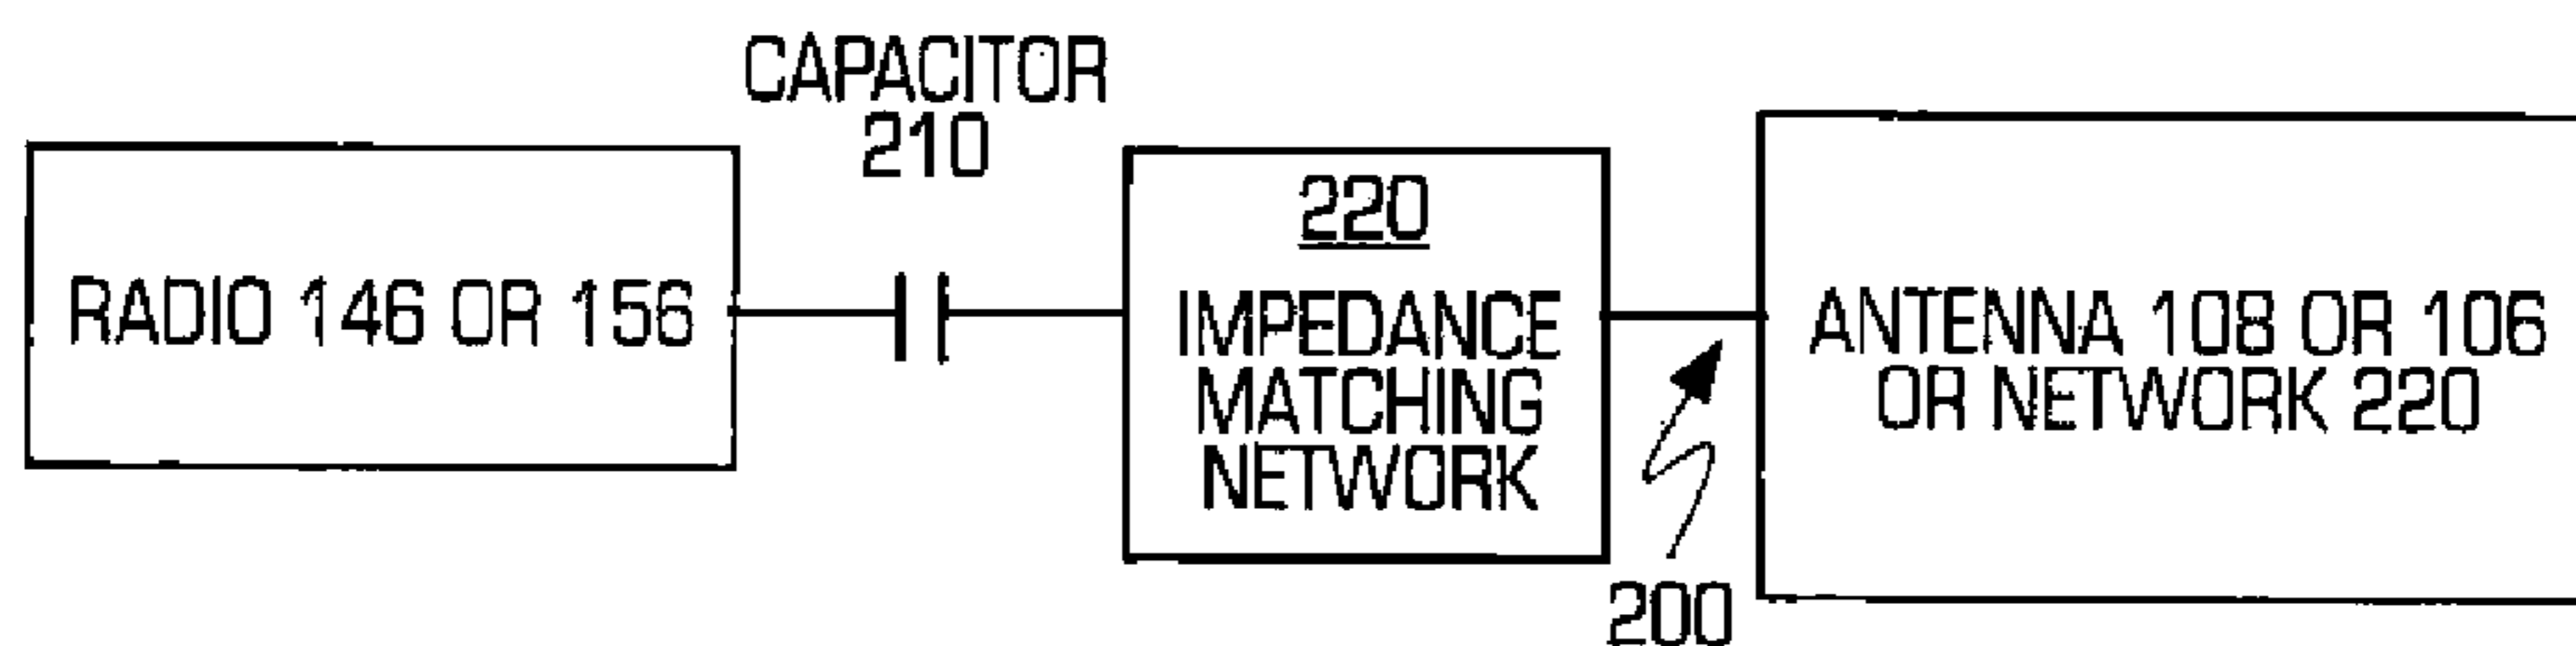 CAPACITOR
210
RADIO 146 OR 156
220
IMPEDANCE
MATCHING
NETWORK
ANTENNA 108 OR 106
OR NETWORK 220
200